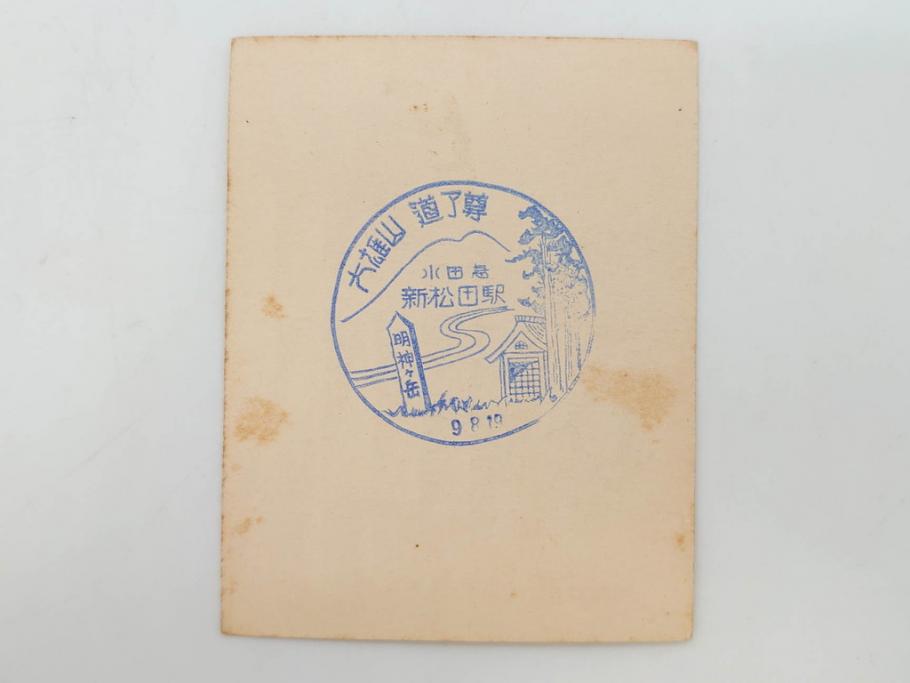 大雄山 道了尊
小田急
新松田駅
明神ヶ岳
9 8 19